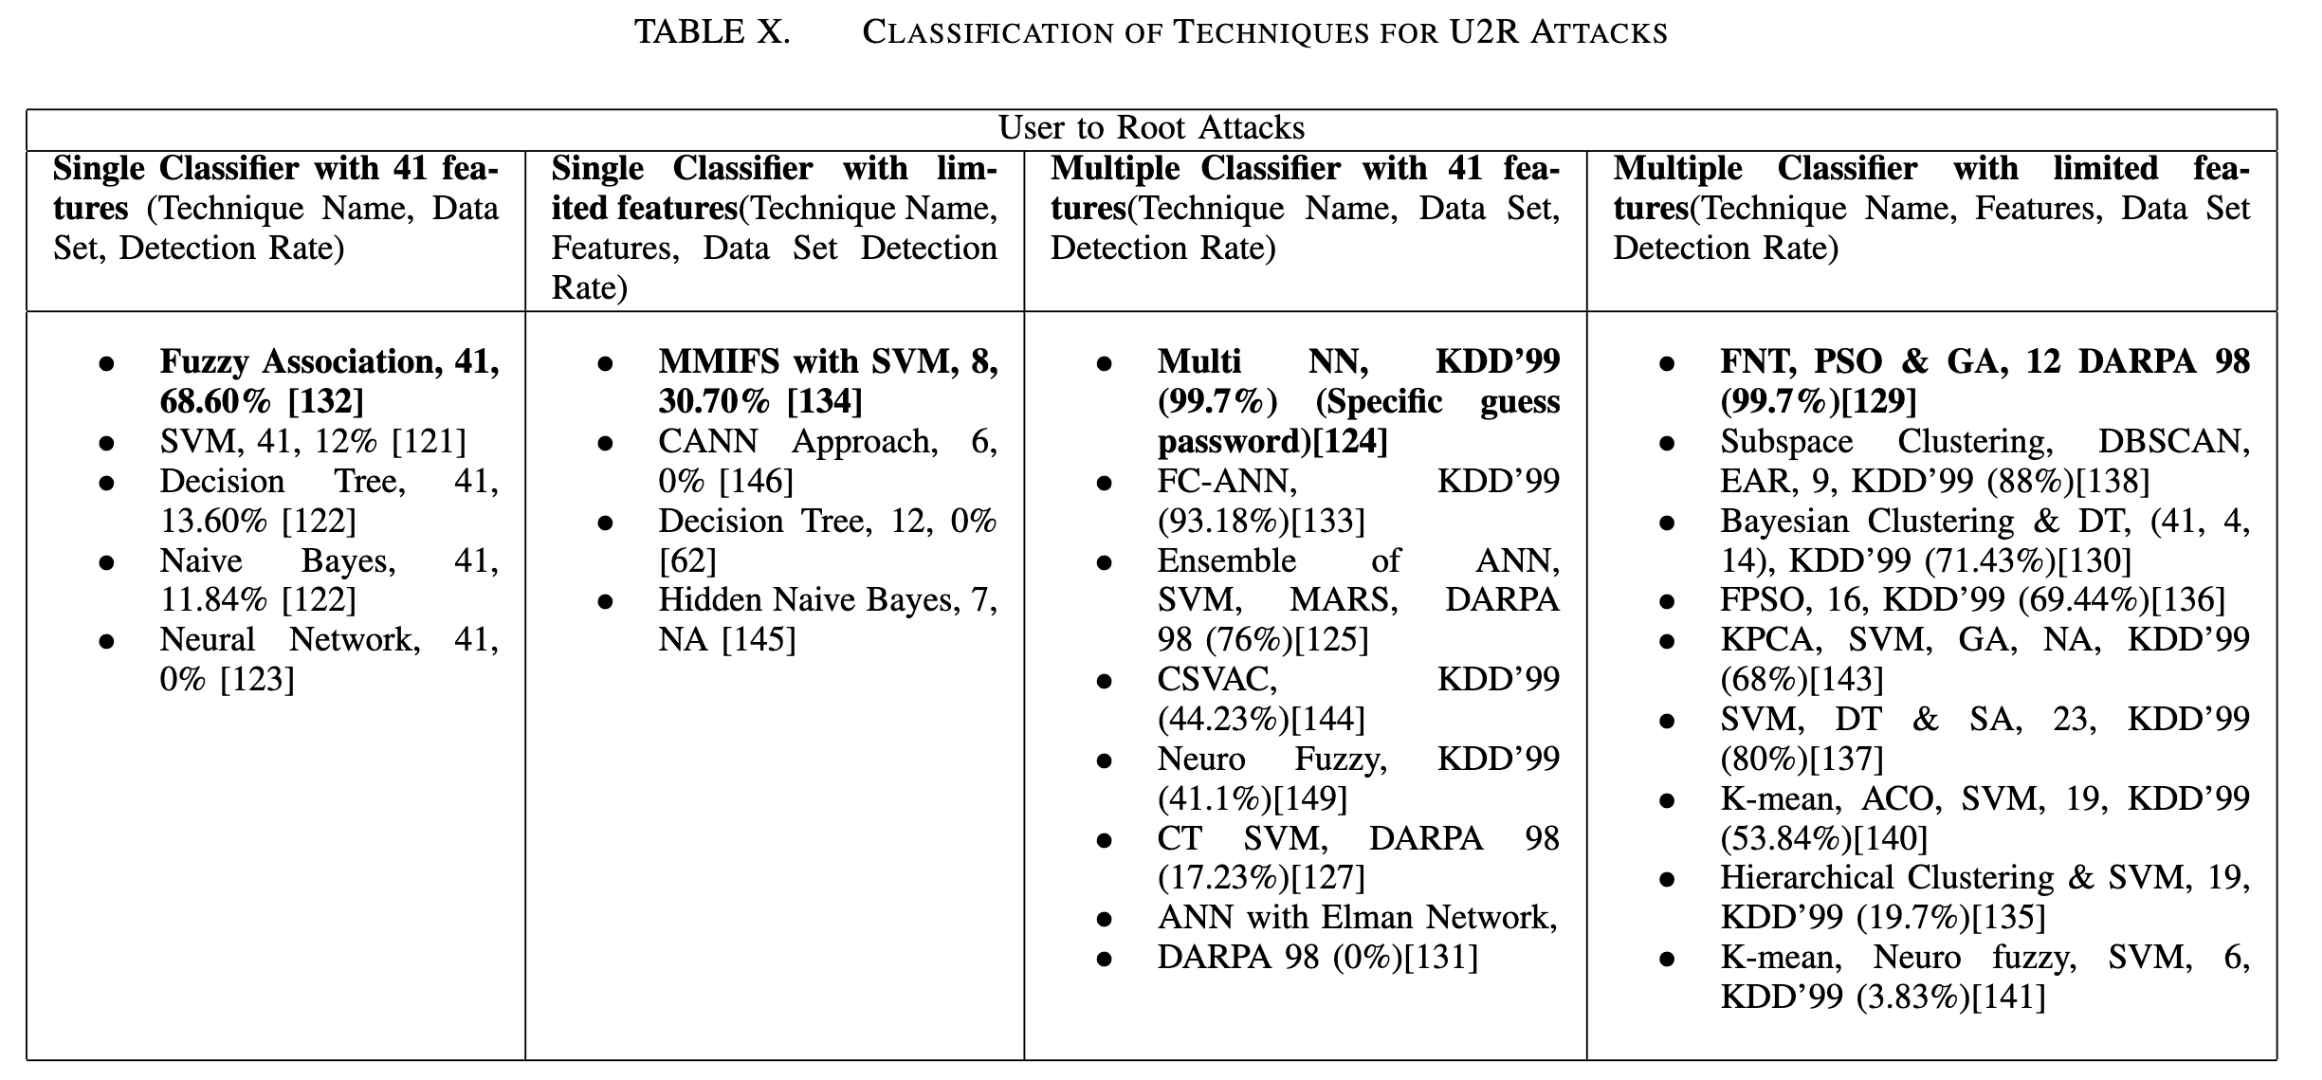 TABLE X. CLASSIFICATION OF TECHNIQUES FOR U2R ATTACKS
User to Root Attacks
Single Classifier with 41 fea-
tures (Technique Name, Data
Set, Detection Rate)
Single Classifier with lim-
ited features(Technique Name,
Features, Data Set Detection
Rate)
Multiple Classifier with 41 fea-
tures(Technique Name, Data Set,
Detection Rate)
Multiple Classifier with limited fea-
tures(Technique Name, Features, Data Set
Detection Rate)
● Fuzzy Association, 41,
68.60% [132]
● SVM, 41, 12% [121]
● Decision Tree, 41,
13.60% [122]
● Naive Bayes, 41,
11.84% [122]
● Neural Network, 41,
0% [123]
● MMIFS with SVM, 8,
30.70% [134]
● CANN Approach, 6,
0% [146]
● Decision Tree, 12, 0%
[62]
● Hidden Naive Bayes, 7,
NA [145]
● Multi NN, KDD’99
(99.7%) (Specific guess
password)[124]
● FC-ANN, KDD’99
(93.18%)[133]
● Ensemble of ANN,
SVM, MARS, DARPA
98 (76%)[125]
● CSVAC, KDD’99
(44.23%)[144]
● Neuro Fuzzy, KDD’99
(41.1%)[149]
● CT SVM, DARPA 98
(17.23%)[127]
● ANN with Elman Network,
● DARPA 98 (0%)[131]
● FNT, PSO & GA, 12 DARPA 98
(99.7%)[129]
● Subspace Clustering, DBSCAN,
EAR, 9, KDD’99 (88%)[138]
● Bayesian Clustering & DT, (41, 4,
14), KDD’99 (71.43%)[130]
● FPSO, 16, KDD’99 (69.44%)[136]
● KPCA, SVM, GA, NA, KDD’99
(68%)[143]
● SVM, DT & SA, 23, KDD’99
(80%)[137]
● K-mean, ACO, SVM, 19, KDD’99
(53.84%)[140]
● Hierarchical Clustering & SVM, 19,
KDD’99 (19.7%)[135]
● K-mean, Neuro fuzzy, SVM, 6,
KDD’99 (3.83%)[141]